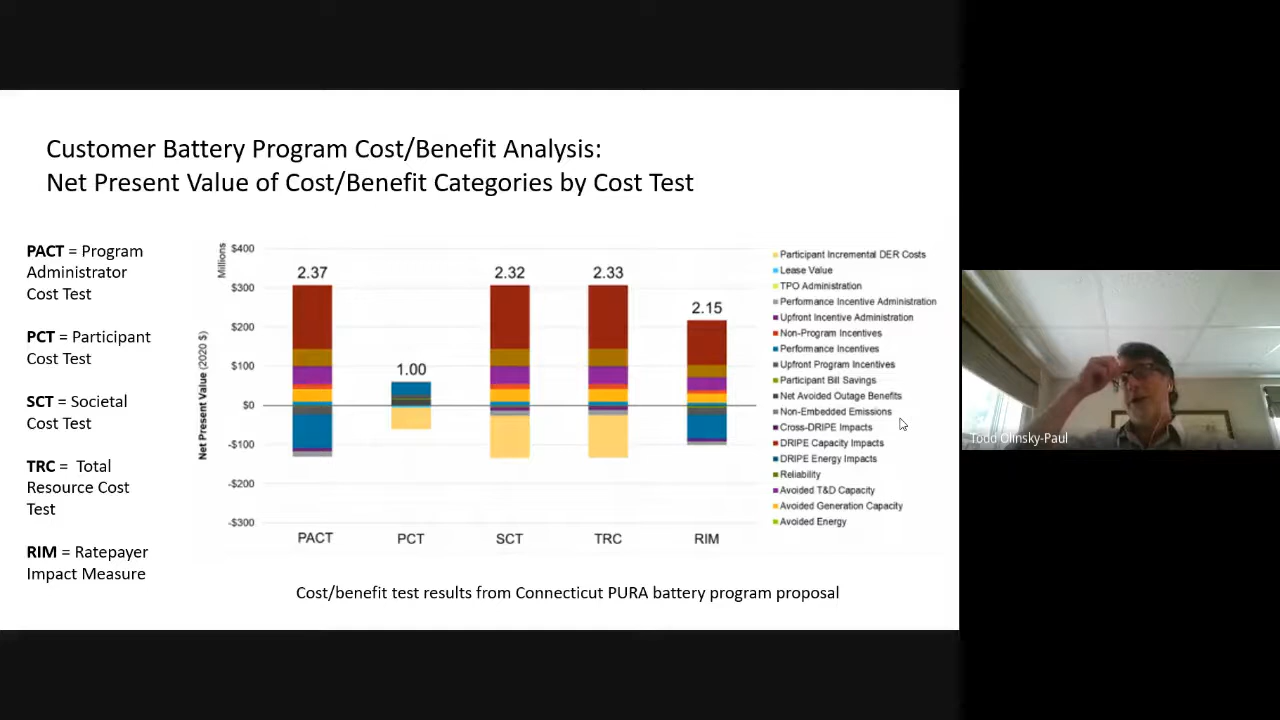 Customer Battery Program Cost/Benefit Analysis:
Net Present Value of Cost/Benefit Categories by Cost Test
PACT = Program
Administrator
Cost Test
PCT = Participant
Cost Test
SCT = Societal
Cost Test
TRC = Total
Resource Cost
Test
RIM = Ratepayer
Impact Measure
Net Present Value (2020 $)
Millions
$400
$300
$200
$100
$0
-$100
-$200
-$300
2.37
1.00
2.32
2.33
2.15
PACT
PCT
SCT
TRC
RIM
Participant Incremental DER Costs
Lease Value
TPO Administration
Performance Incentive Administration
Upfront Incentive Administration
Non-Program Incentives
Performance Incentives
Upfront Program Incentives
Participant Bill Savings
Net Avoided Outage Benefits
Non-Embedded Emissions
Cross-DRIPE Impacts
DRIPE Capacity Impacts
DRIPE Energy Impacts
Reliability
Avoided T&D Capacity
Avoided Generation Capacity
Avoided Energy
Cost/benefit test results from Connecticut PURA battery program proposal
Todd Olinsky-Paul